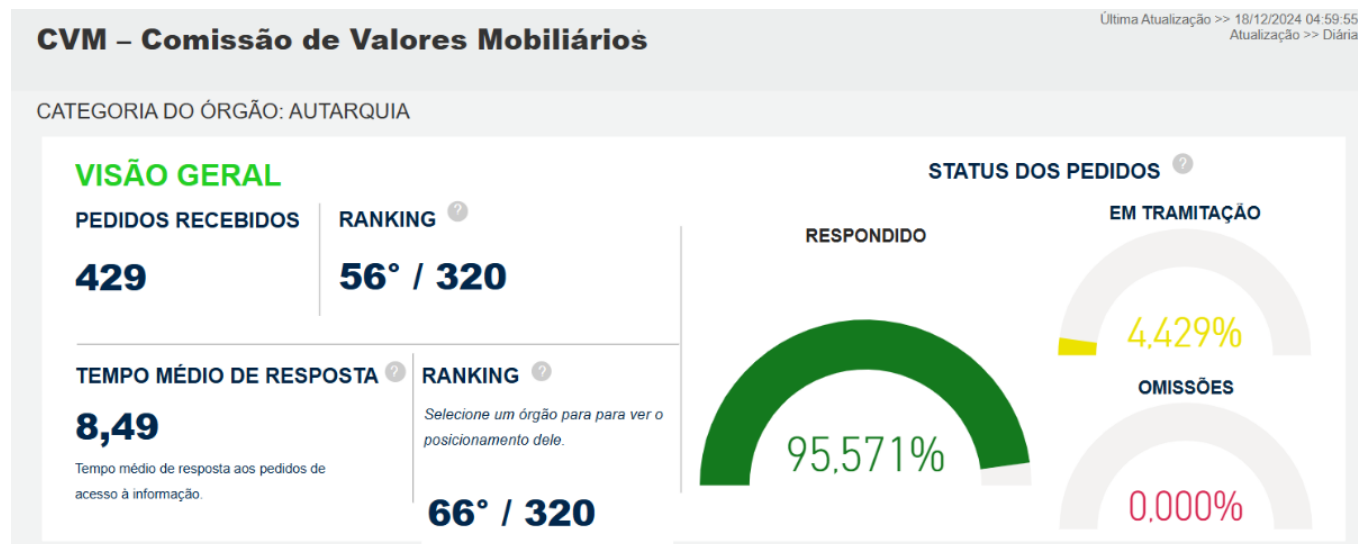 Última Atualização >> 18/12/2024 04:59:55
Atualização >> Diária
CVM – Comissão de Valores Mobiliários
CATEGORIA DO ÓRGÃO: AUTARQUIA
VISÃO GERAL
PEDIDOS RECEBIDOS
429
RANKING ?
56° / 320
TEMPO MÉDIO DE RESPOSTA ?
8,49
Tempo médio de resposta aos pedidos de
acesso à informação.
RANKING ?
Selecione um órgão para para ver o
posicionamento dele.
66° / 320
STATUS DOS PEDIDOS ?
RESPONDIDO
95,571%
EM TRAMITAÇÃO
4,429%
OMISSÕES
0,000%